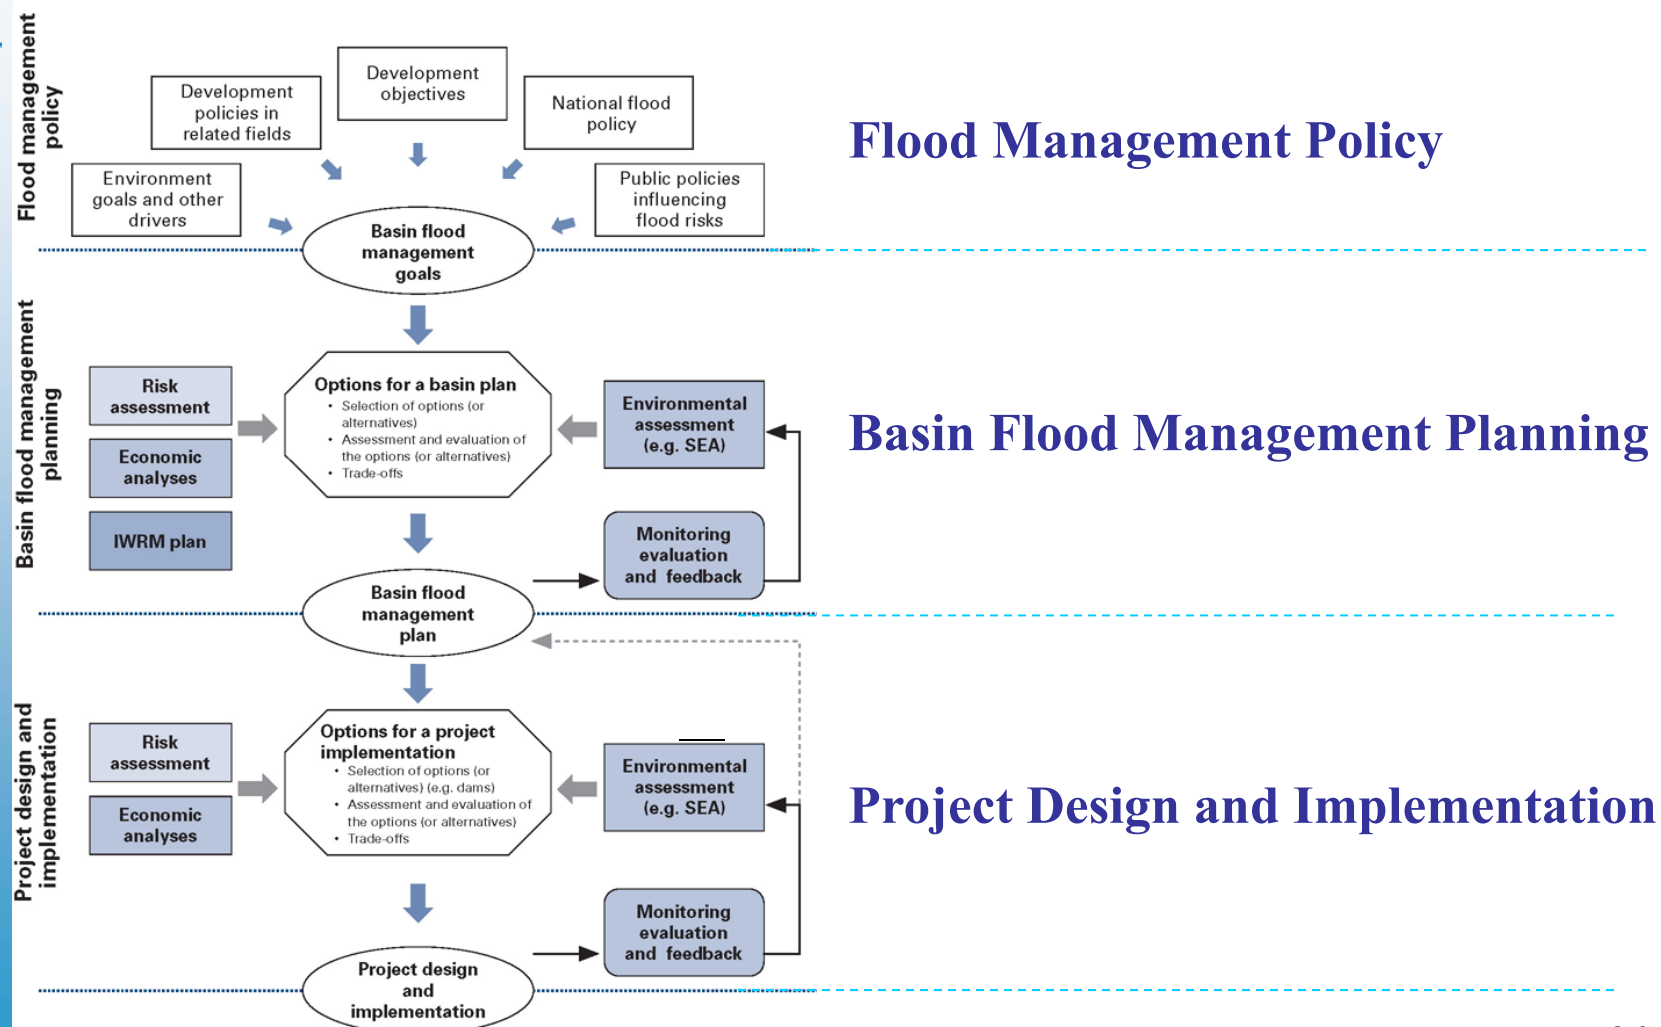 Flood management
policy
Development
objectives
Development
policies in
related fields
National flood
policy
Environment
goals and other
drivers
Public policies
influencing
flood risks
Basin flood
management
goals
Flood Management Policy
Basin flood management
planning
Risk
assessment
Economic
analyses
IWRM plan
Options for a basin plan
• Selection of options (or
alternatives)
• Assessment and evaluation of
the options (or alternatives)
• Trade-offs
Environmental
assessment
(e.g. SEA)
Monitoring
evaluation
and feedback
Basin flood
management
plan
Basin Flood Management Planning
Project design and
implementation
Risk
assessment
Economic
analyses
Options for a project
implementation
• Selection of options (or
alternatives) (e.g. dams)
• Assessment and evaluation of
the options (or alternatives)
• Trade-offs
Environmental
assessment
(e.g. SEA)
Monitoring
evaluation
and feedback
Project design
and
implementation
Project Design and Implementation